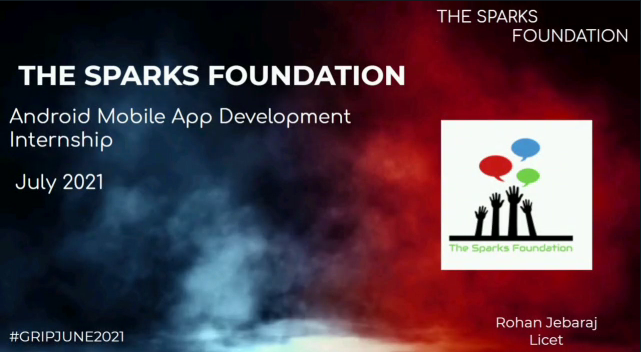 THE SPARKS
FOUNDATION
THE SPARKS FOUNDATION
Android Mobile App Development
Internship
July 2021
The Sparks Foundation
#GRIPJUNE2021
Rohan Jebaraj
Licet